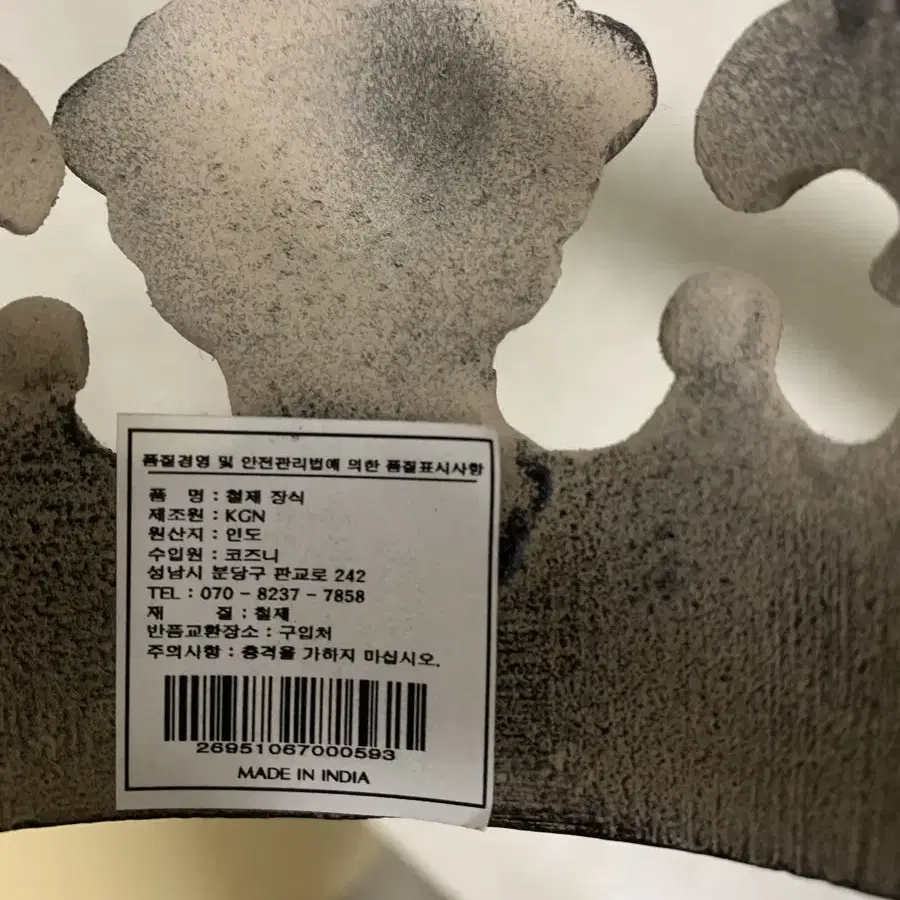 품질경영 및 안전관리법에 의한 품질표시사항
품 명 : 철제 장식
제조원 : KGN
원산지 : 인도
수입원 : 코즈니
성남시 분당구 판교로 242
TEL : 070 - 8237 - 7858
재 질 : 철제
반품교환장소 : 구입처
주의사항 : 충격을 가하지 마십시오.
26951067000593
MADE IN INDIA